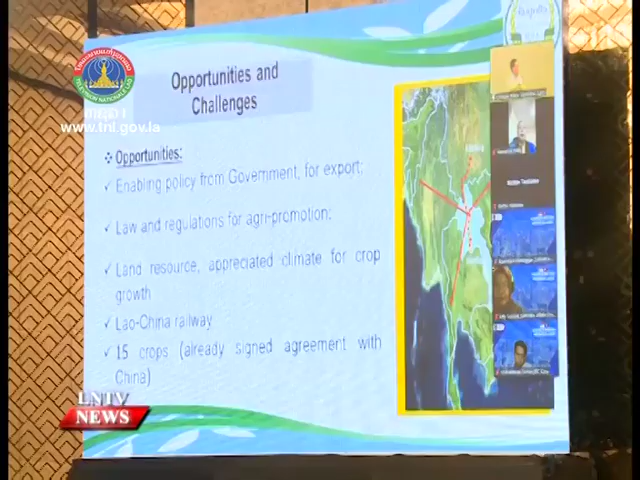 Opportunities and
Challenges
www.tnl.gov.la
❖ Opportunities:
✓ Enabling policy from Government, for export;
✓ Law and regulations for agri-promotion;
✓ Land resource, appreciated climate for crop
growth
✓ Lao-China railway
✓ 15 crops (already signed agreement with
China)
LNTV
NEWS